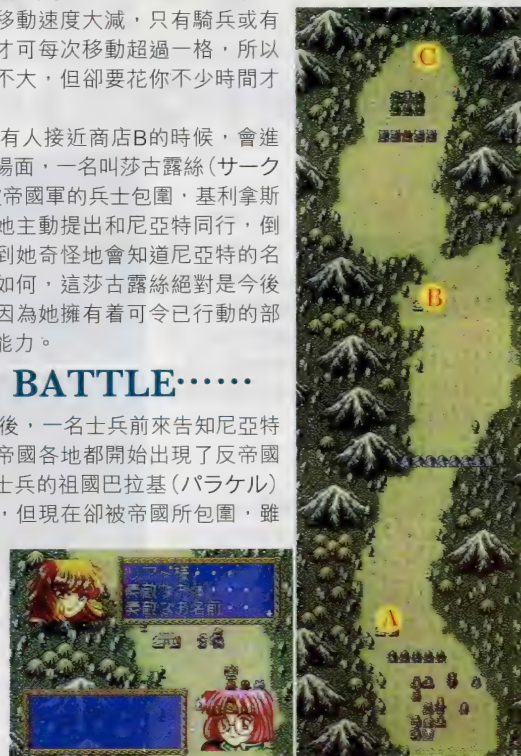 移動速度大減，只有騎兵或有
才可每次移動超過一格，所以
不大，但卻要花你不少時間才
有人接近商店B的時候，會進
場面，一名叫莎古露絲（サーク
帝國軍的兵士包圍，基利拿斯
她主動提出和尼亞特同行，倒
到她奇怪地會知道尼亞特的名
如何，這莎古露絲絕對是今後
因為她擁有着可令已行動的部
能力。
BATTLE……
後，一名士兵前來告知尼亞特
帝國各地都開始出現了反帝國
士兵的祖國巴拉基（パラケル）
，但現在卻被帝國所包圍，雖
素敵なお名前・・
C
B
A